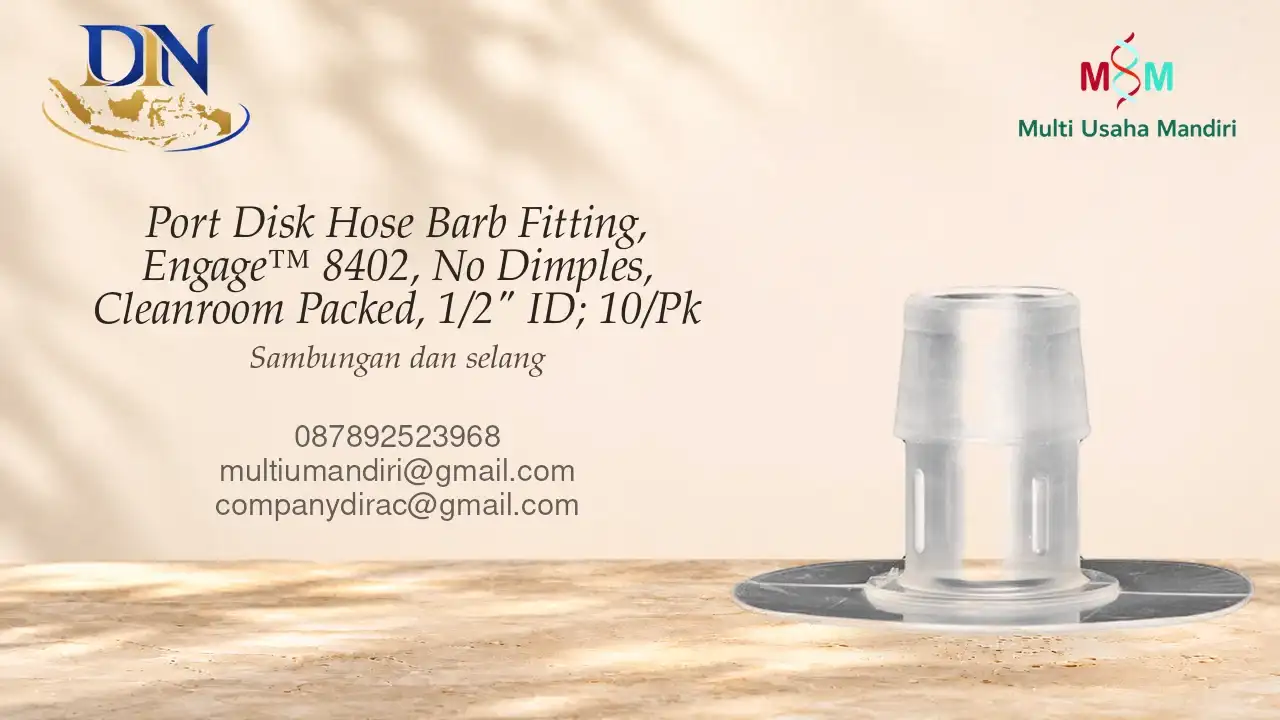 DIN
M M
Multi Usaha Mandiri
Port Disk Hose Barb Fitting,
Engage™ 8402, No Dimples,
Cleanroom Packed, 1/2" ID; 10/Pk
Sambungan dan selang
087892523968
multiumandiri@gmail.com
companydirac@gmail.com